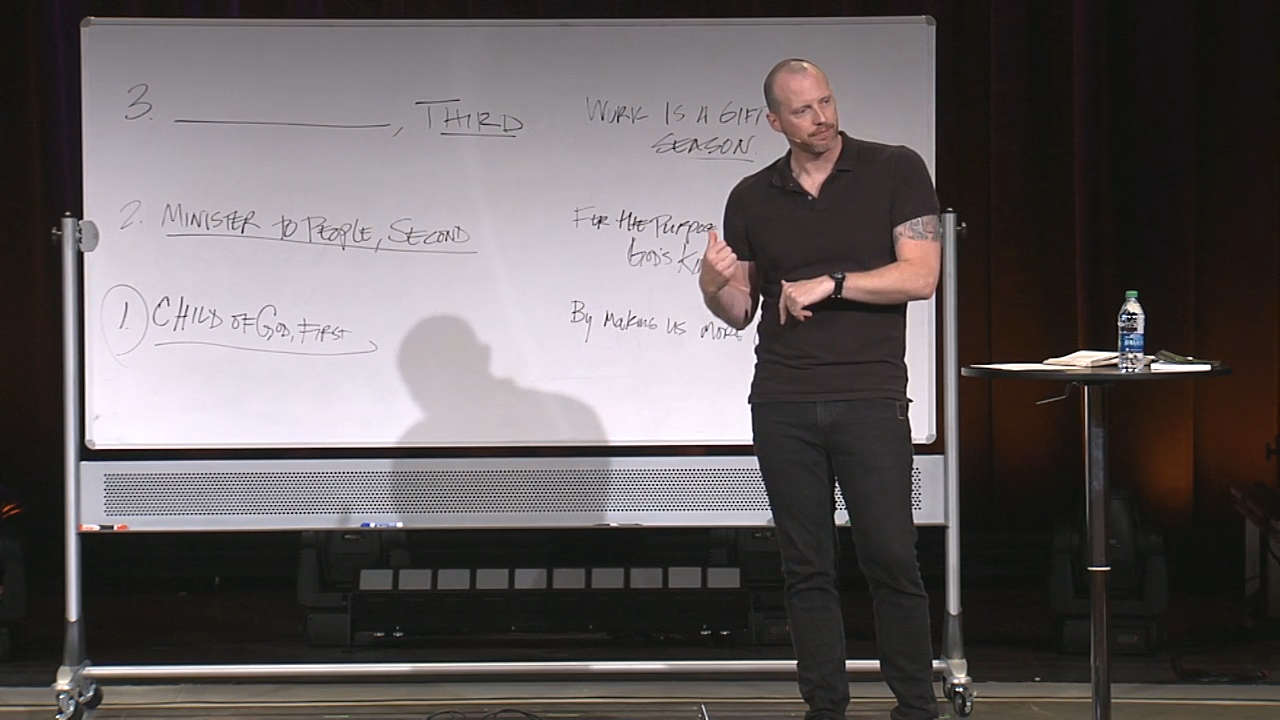 3. ____________, THIRD
WORK IS A GIFT
SEASON.
2. MINISTER TO PEOPLE, SECOND
FOR THE PURPOSE
GOD'S
1. CHILD OF GOD, FIRST
BY MAKING US MORE